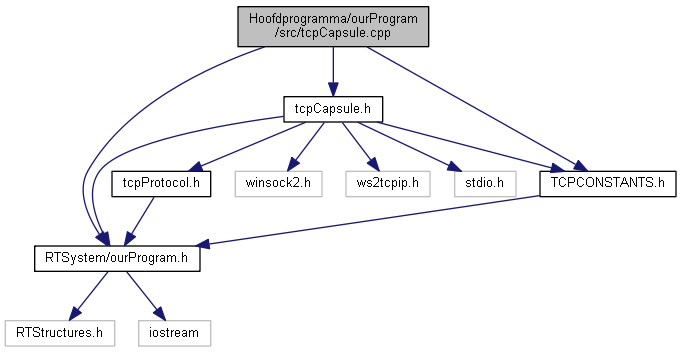 Hoofdprogramma/ourProgram
/src/tcpCapsule.cpp
tcpCapsule.h
tcpProtocol.h
winsock2.h
ws2tcpip.h
stdio.h
TCPCONSTANTS.h
RTSystem/ourProgram.h
RTStructures.h
iostream